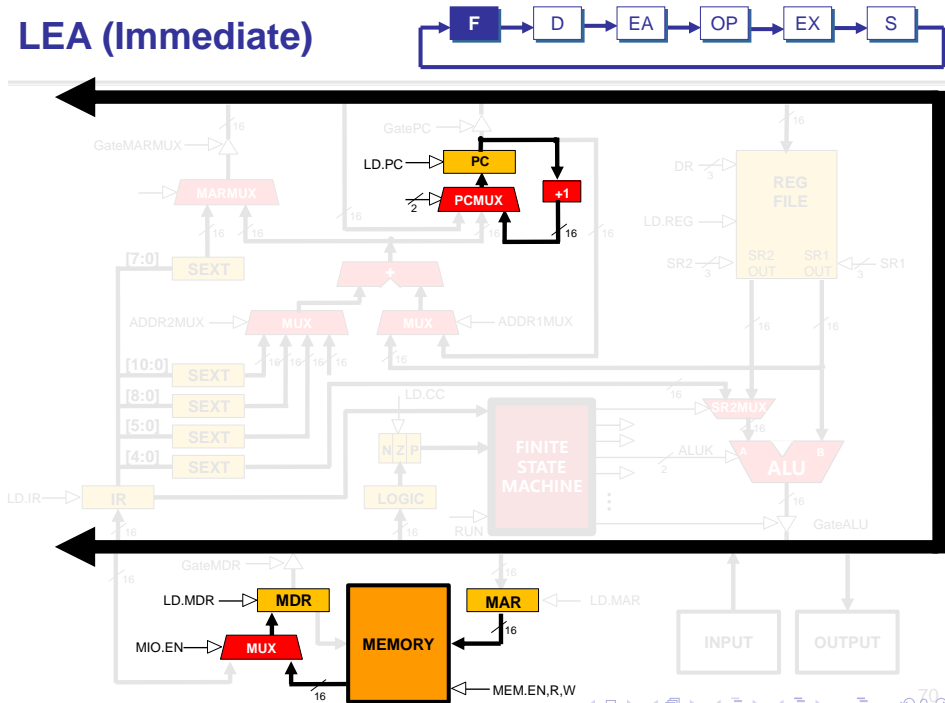 LEA (Immediate)
F D EA OP EX S
16
GatePC
16
GateMARMUX
LD.PC
PC
DR
3
REG
FILE
MARMUX
2
PCMUX
+1
LD.REG
16
16
16
16
16
16
[7:0]
SEXT
SR2
3
SR2
OUT
SR1
OUT
3
SR1
+
ADDR2MUX
MUX
MUX
ADDR1MUX
16
16
16
16
16
16
16
16
[10:0]
SEXT
[8:0]
SEXT
LD.CC
16
SR2MUX
[5:0]
SEXT
16
N Z P
FINITE
STATE
MACHINE
ALUK
2
A
B
ALU
[4:0]
SEXT
LD.IR
IR
LOGIC
16
16
RUN
16
GateALU
16
GateMDR
16
16
LD.MDR
MDR
MEMORY
MAR
LD.MAR
16
MIO.EN
MUX
INPUT
OUTPUT
16
MEM.EN,R,W
70